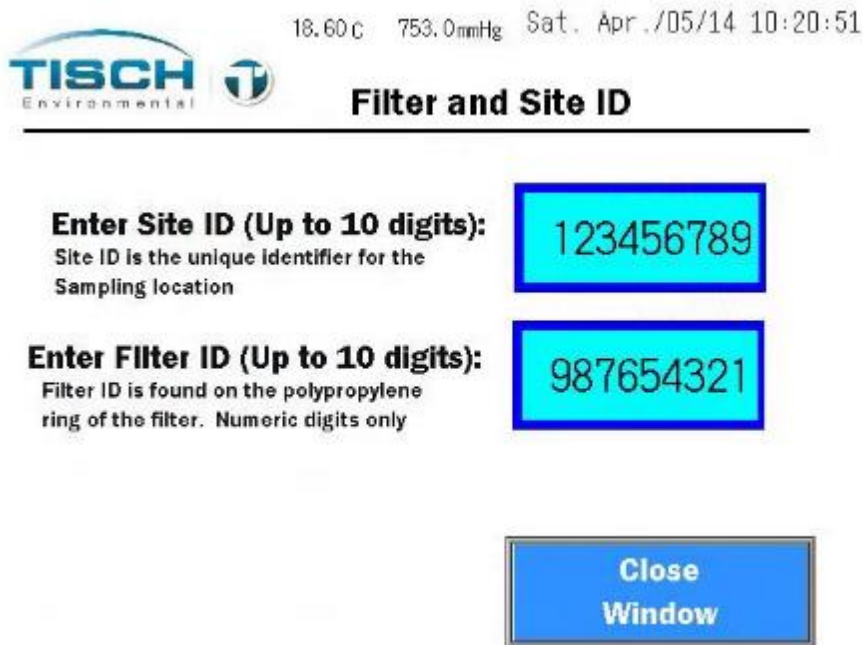 18.60C 753.0mmHg Sat. Apr./05/14 10:20:51
TISCH
Environmental
Filter and Site ID
Enter Site ID (Up to 10 digits):
123456789
Site ID is the unique identifier for the
Sampling location
Enter FIlter ID (Up to 10 digits):
987654321
Filter ID is found on the polypropylene
ring of the filter. Numeric digits only
Close
Window